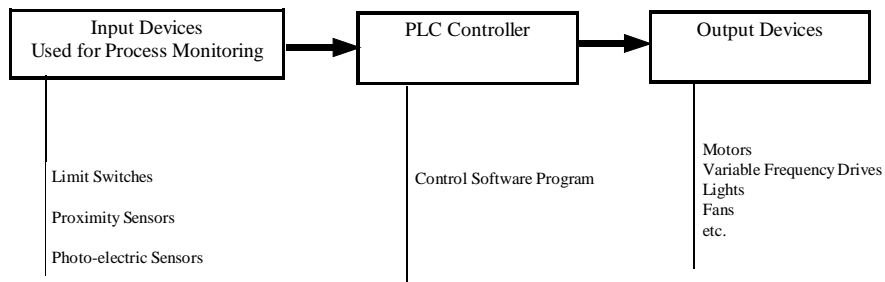 Input Devices
Used for Process Monitoring
PLC Controller
Output Devices
Limit Switches
Proximity Sensors
Photo-electric Sensors
Control Software Program
Motors
Variable Frequency Drives
Lights
Fans
etc.